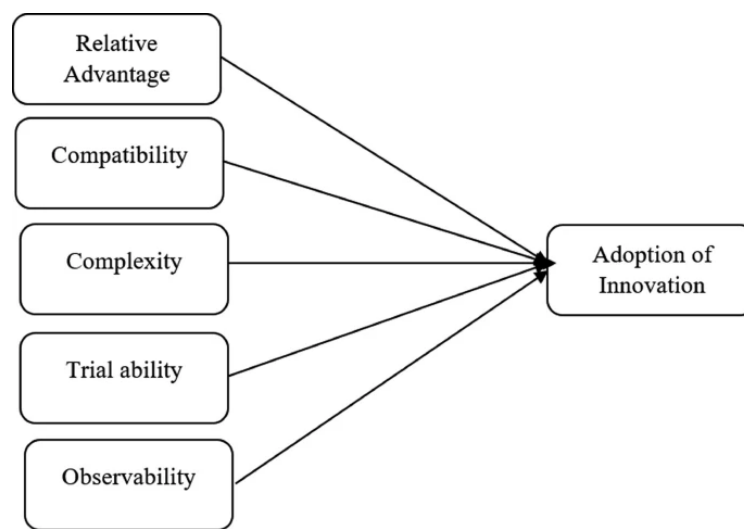 Relative
Advantage
Compatibility
Complexity
Trial ability
Observability
Adoption of
Innovation